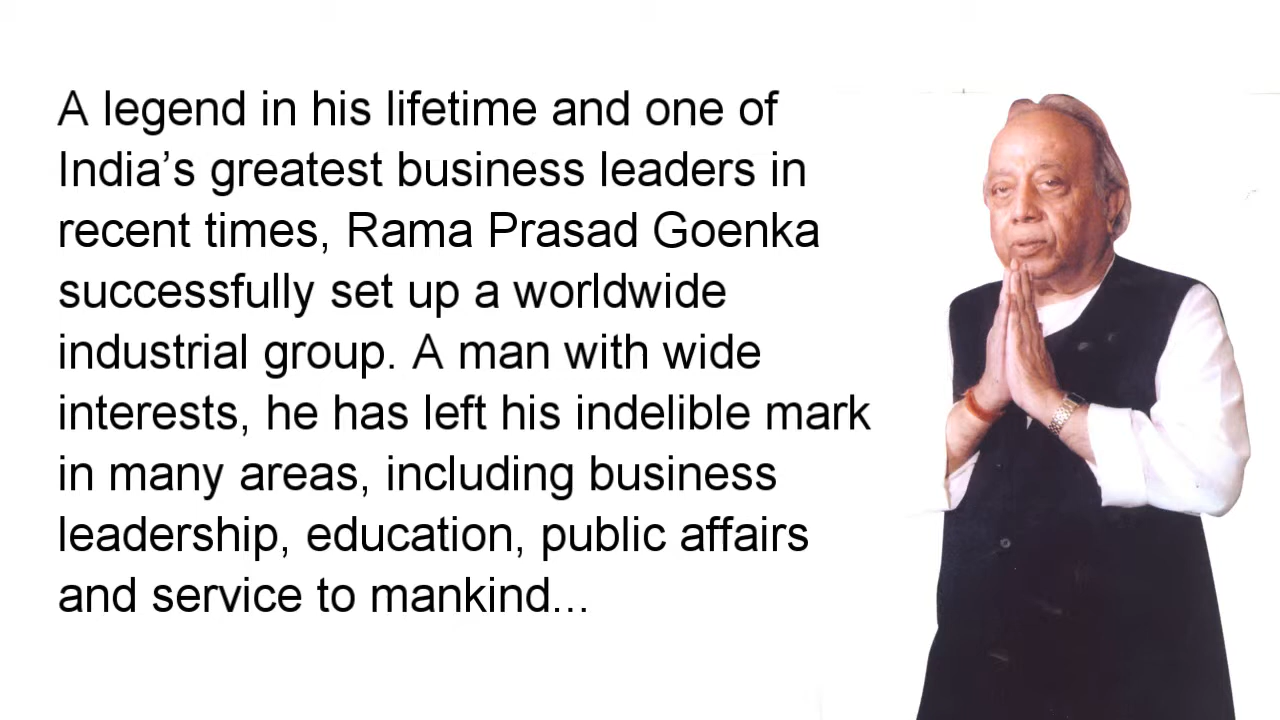 A legend in his lifetime and one of
India’s greatest business leaders in
recent times, Rama Prasad Goenka
successfully set up a worldwide
industrial group. A man with wide
interests, he has left his indelible mark
in many areas, including business
leadership, education, public affairs
and service to mankind...